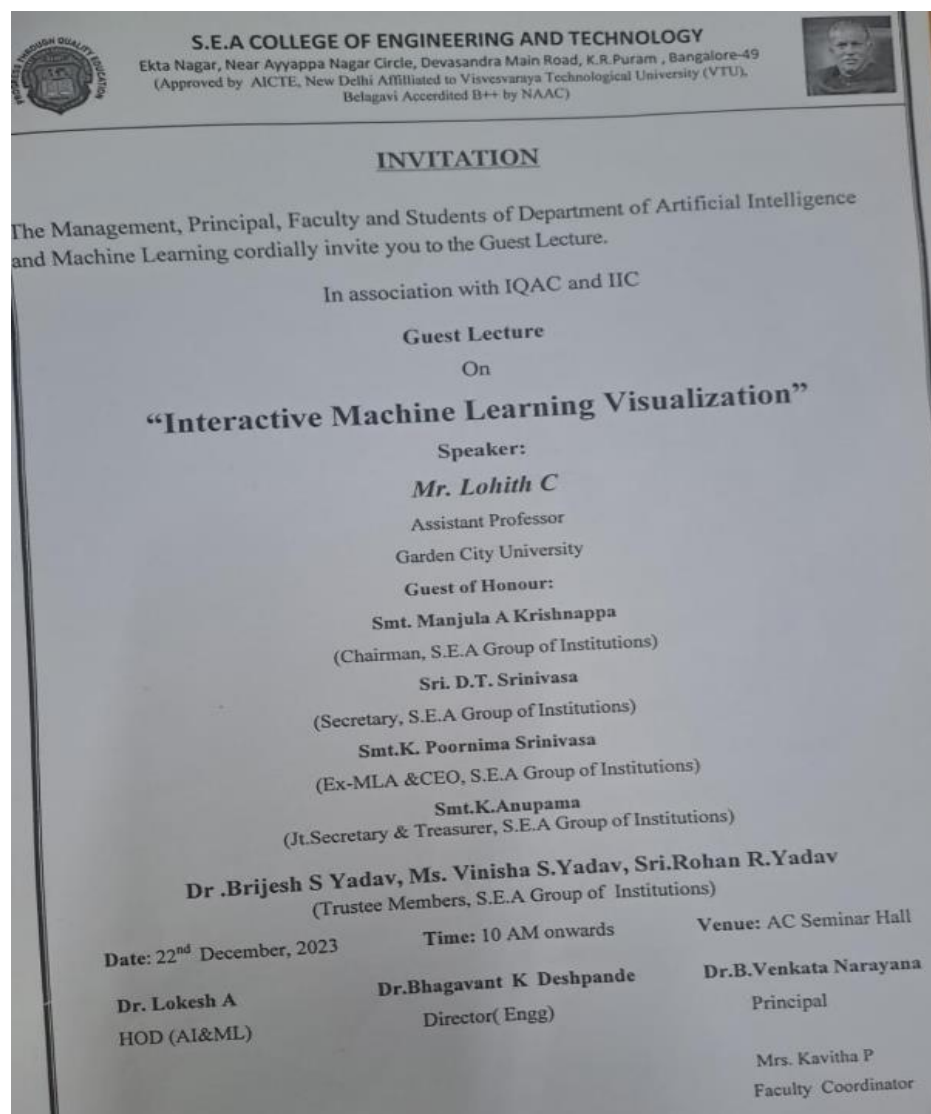 PROGRESS THROUGH QUALITY EDUCATION
S.E.A COLLEGE OF ENGINEERING AND TECHNOLOGY
Ekta Nagar, Near Ayyappa Nagar Circle, Devasandra Main Road, K.R.Puram , Bangalore-49
(Approved by AICTE, New Delhi Affilliated to Visvesvaraya Technological University (VTU),
Belagavi Accerdited B++ by NAAC)
INVITATION
The Management, Principal, Faculty and Students of Department of Artificial Intelligence
and Machine Learning cordially invite you to the Guest Lecture.
In association with IQAC and IIC
Guest Lecture
On
“Interactive Machine Learning Visualization”
Speaker:
Mr. Lohith C
Assistant Professor
Garden City University
Guest of Honour:
Smt. Manjula A Krishnappa
(Chairman, S.E.A Group of Institutions)
Sri. D.T. Srinivasa
(Secretary, S.E.A Group of Institutions)
Smt.K. Poornima Srinivasa
(Ex-MLA &CEO, S.E.A Group of Institutions)
Smt.K.Anupama
(Jt.Secretary & Treasurer, S.E.A Group of Institutions)
Dr .Brijesh S Yadav, Ms. Vinisha S.Yadav, Sri.Rohan R.Yadav
(Trustee Members, S.E.A Group of Institutions)
Date: 22nd December, 2023 Time: 10 AM onwards Venue: AC Seminar Hall
Dr. Lokesh A Dr.Bhagavant K Deshpande Dr.B.Venkata Narayana
HOD (AI&ML) Director( Engg) Principal
Mrs. Kavitha P
Faculty Coordinator